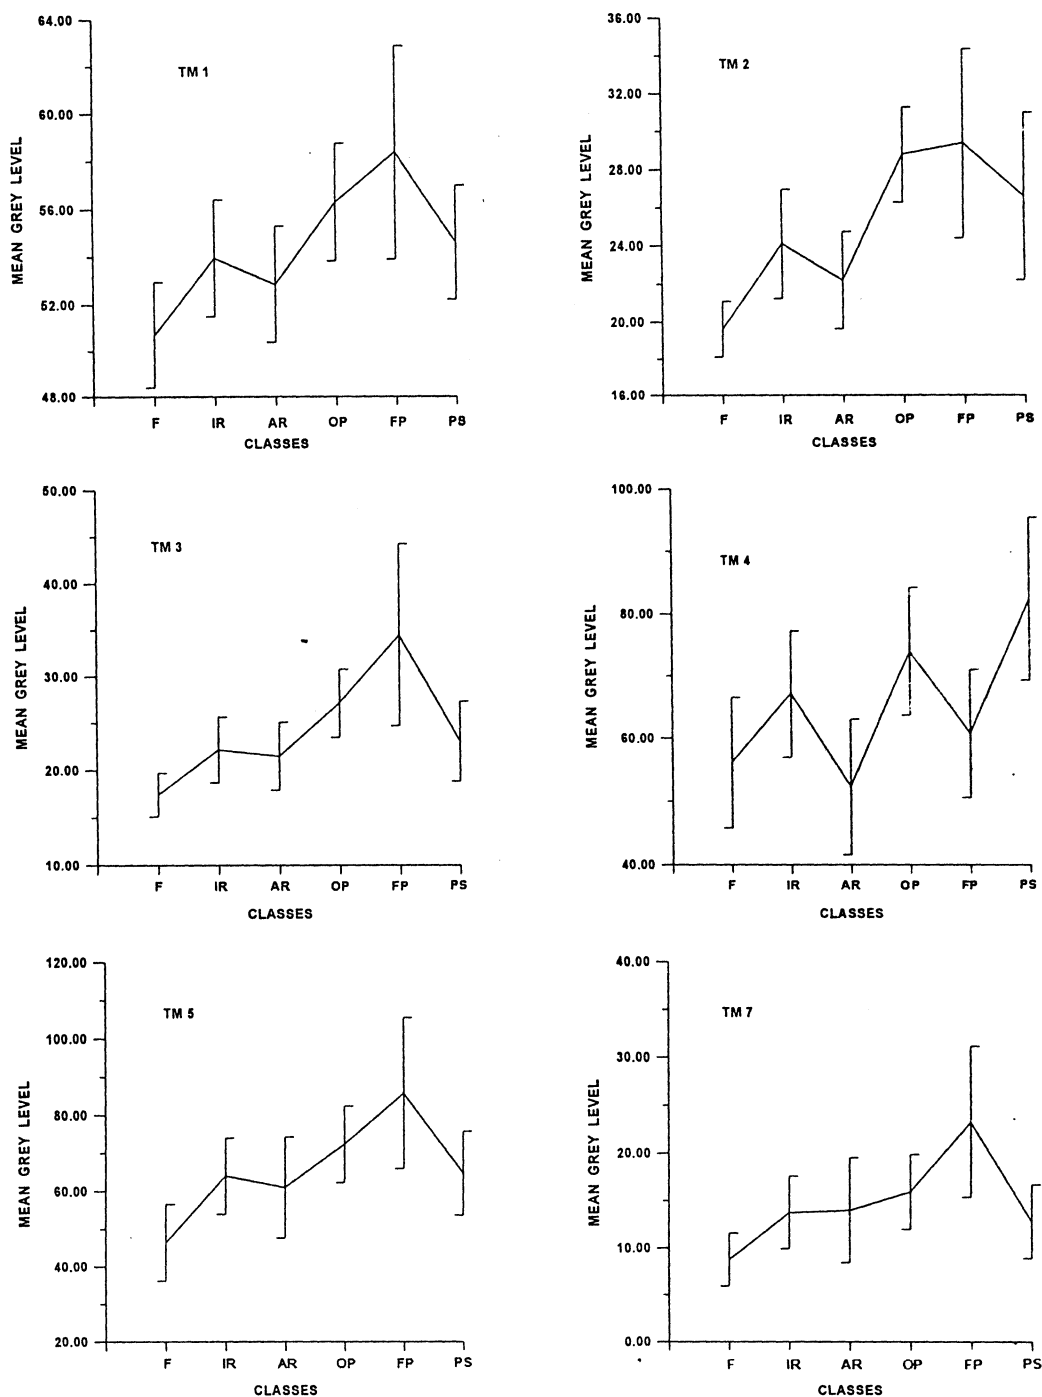 64.00
60.00
56.00
52.00
48.00
MEAN GREY LEVEL
TM 1
F IR AR OP FP PS
CLASSES
36.00
32.00
28.00
24.00
20.00
16.00
MEAN GREY LEVEL
TM 2
F IR AR OP FP PS
CLASSES
50.00
40.00
30.00
20.00
10.00
MEAN GREY LEVEL
TM 3
F IR AR OP FP PS
CLASSES
100.00
80.00
60.00
40.00
MEAN GREY LEVEL
TM 4
F IR AR OP FP PS
CLASSES
120.00
100.00
80.00
60.00
40.00
20.00
MEAN GREY LEVEL
TM 5
F IR AR OP FP PS
CLASSES
40.00
30.00
20.00
10.00
0.00
MEAN GREY LEVEL
TM 7
F IR AR OP FP PS
CLASSES